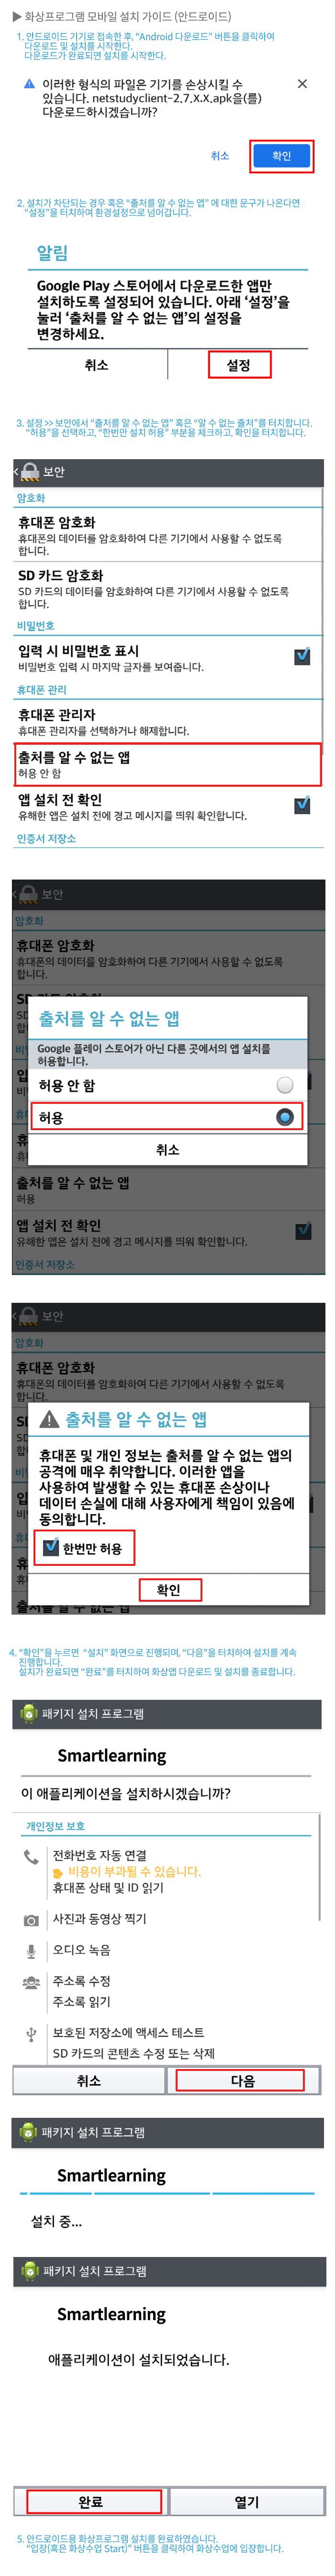 ▶ 화상프로그램 모바일 설치 가이드 (안드로이드)
1. 안드로이드 기기로 접속한 후, “Android 다운로드” 버튼을 클릭하여
다운로드 및 설치를 시작한다.
다운로드가 완료되면 설치를 시작한다.
이러한 형식의 파일은 기기를 손상시킬 수
있습니다. netstudyclient-2.7.X.X.apk을(를)
다운로드하시겠습니까?
취소
확인
2. 설치가 차단되는 경우 혹은 “출처를 알 수 없는 앱” 에 대한 문구가 나온다면
“설정”을 터치하여 환경설정으로 넘어갑니다.
알림
Google Play 스토어에서 다운로드한 앱만
설치하도록 설정되어 있습니다. 아래 ‘설정’을
눌러 ‘출처를 알 수 없는 앱’의 설정을
변경하세요.
취소
설정
3. 설정 >> 보안에서 “출처를 알 수 없는 앱” 혹은 “알 수 없는 출처”를 터치합니다.
“허용”을 선택하고, “한번만 설치 허용” 부분을 체크하고, 확인을 터치합니다.
보안
암호화
휴대폰 암호화
휴대폰의 데이터를 암호화하여 다른 기기에서 사용할 수 없도록
합니다.
SD 카드 암호화
SD 카드의 데이터를 암호화하여 다른 기기에서 사용할 수 없도록
합니다.
비밀번호
입력 시 비밀번호 표시
비밀번호 입력 시 마지막 글자를 보여줍니다.
휴대폰 관리
휴대폰 관리자
휴대폰 관리자를 선택하거나 해제합니다.
출처를 알 수 없는 앱
허용 안 함
앱 설치 전 확인
유해한 앱은 설치 전에 경고 메시지를 띄워 확인합니다.
인증서 저장소
보안
암호화
휴대폰 암호화
휴대폰의 데이터를 암호화하여 다른 기기에서 사용할 수 없도록
합니다.
출처를 알 수 없는 앱
Google 플레이 스토어가 아닌 다른 곳에서의 앱 설치를
허용합니다.
허용 안 함
허용
취소
출처를 알 수 없는 앱
허용
앱 설치 전 확인
유해한 앱은 설치 전에 경고 메시지를 띄워 확인합니다.
인증서 저장소
보안
암호화
휴대폰 암호화
휴대폰의 데이터를 암호화하여 다른 기기에서 사용할 수 없도록
합니다.
출처를 알 수 없는 앱
휴대폰 및 개인 정보는 출처를 알 수 없는 앱의
공격에 매우 취약합니다. 이러한 앱을
사용하여 발생할 수 있는 휴대폰 손상이나
데이터 손실에 대해 사용자에게 책임이 있음에
동의합니다.
한번만 허용
확인
출처를 알 수 없는 앱
4. “확인”을 누르면 “설치” 화면으로 진행되며, “다음”을 터치하여 설치를 계속
진행합니다.
설치가 완료되면 “완료”를 터치하여 화상앱 다운로드 및 설치를 종료합니다.
패키지 설치 프로그램
Smartlearning
이 애플리케이션을 설치하시겠습니까?
개인정보 보호
전화번호 자동 연결
비용이 부과될 수 있습니다.
휴대폰 상태 및 ID 읽기
사진과 동영상 찍기
오디오 녹음
주소록 수정
주소록 읽기
보호된 저장소에 액세스 테스트
SD 카드의 콘텐츠 수정 또는 삭제
취소
다음
패키지 설치 프로그램
Smartlearning
설치 중...
패키지 설치 프로그램
Smartlearning
애플리케이션이 설치되었습니다.
완료
열기
5. 안드로이드용 화상프로그램 설치를 완료하였습니다.
“입장(혹은 화상수업 Start)” 버튼을 클릭하여 화상수업에 입장합니다.